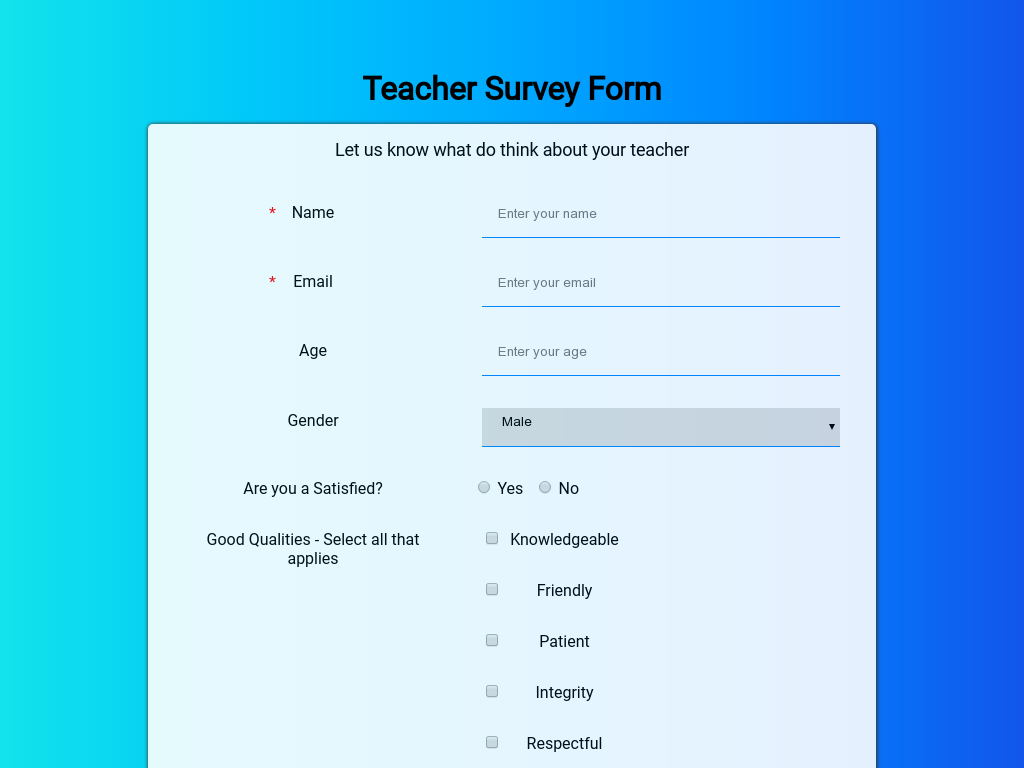 Teacher Survey Form
Let us know what do think about your teacher
* Name
Enter your name
* Email
Enter your email
Age
Enter your age
Gender
Male
Are you a Satisfied?
Yes No
Good Qualities - Select all that
applies
Knowledgeable
Friendly
Patient
Integrity
Respectful